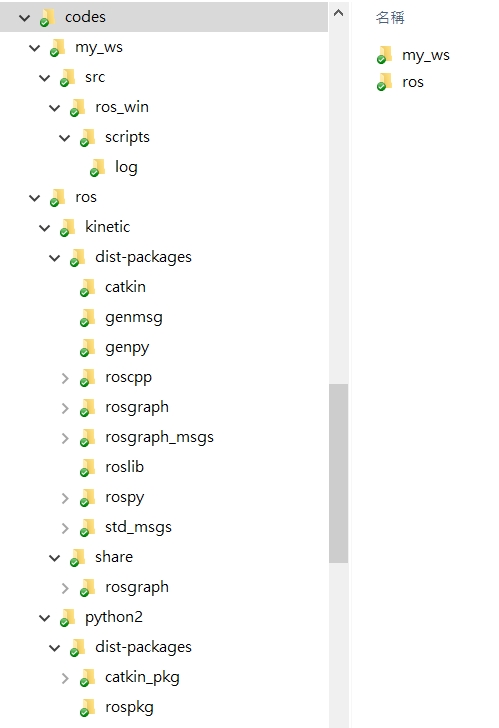 codes
my_ws
src
ros_win
scripts
log
ros
kinetic
dist-packages
catkin
genmsg
genpy
roscpp
rosgraph
rosgraph_msgs
roslib
rospy
std_msgs
share
rosgraph
python2
dist-packages
catkin_pkg
rospkg
名稱
my_ws
ros